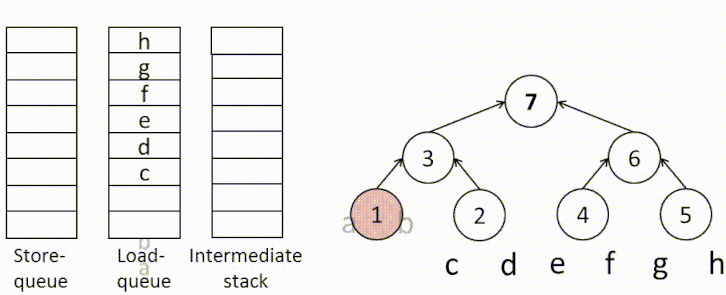 h
g
f
e
d
c
b
a
Store-
queue
Load-
queue
Intermediate
stack
7
3
6
1
2
4
5
a b
c d e f g h